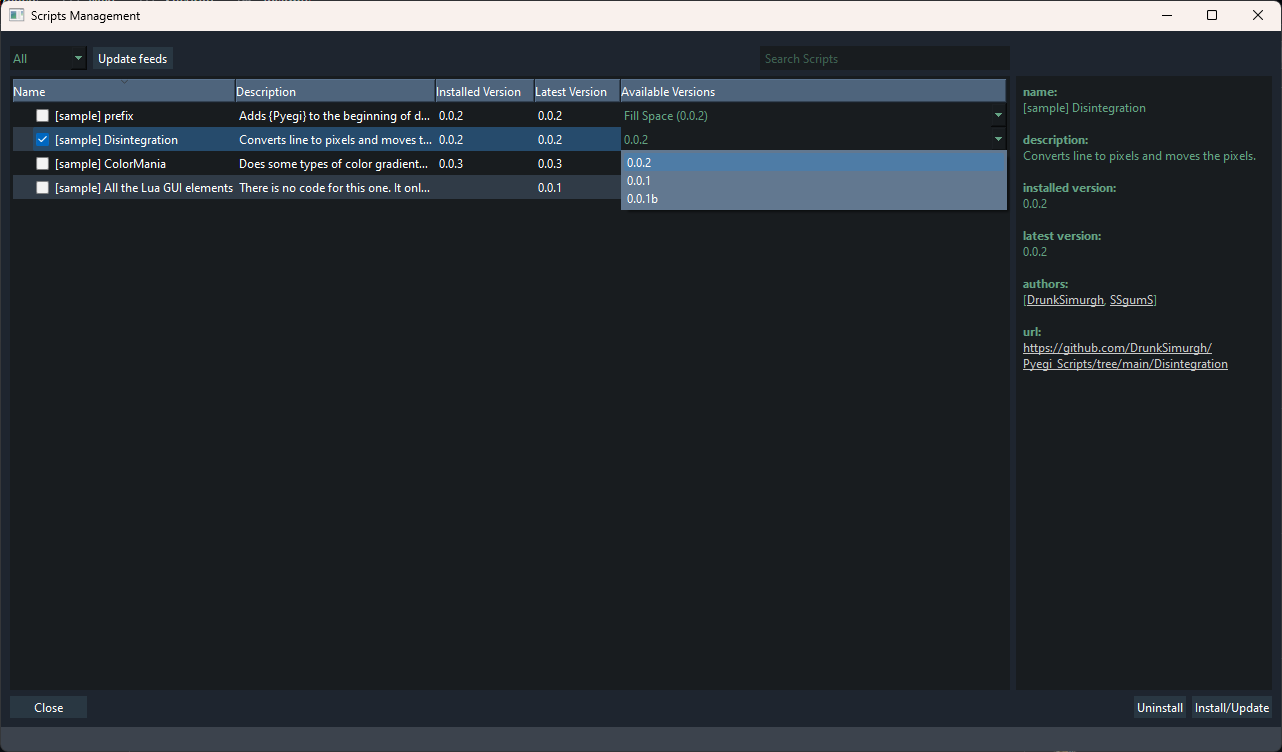 Scripts Management
All
Update feeds
Search Scripts
Name Description Installed Version Latest Version Available Versions
[sample] prefix Adds {Pyegi} to the beginning of d... 0.0.2 0.0.2 Fill Space (0.0.2)
[sample] Disintegration Converts line to pixels and moves t... 0.0.2 0.0.2 0.0.2
[sample] ColorMania Does some types of color gradient... 0.0.3 0.0.3
[sample] All the Lua GUI elements There is no code for this one. It onl... 0.0.1
0.0.2
0.0.1
0.0.1b
name:
[sample] Disintegration
description:
Converts line to pixels and moves the pixels.
installed version:
0.0.2
latest version:
0.0.2
authors:
[DrunkSimurgh, SSgumS]
url:
https://github.com/DrunkSimurgh/
Pyegi_Scripts/tree/main/Disintegration
Close
Uninstall
Install/Update